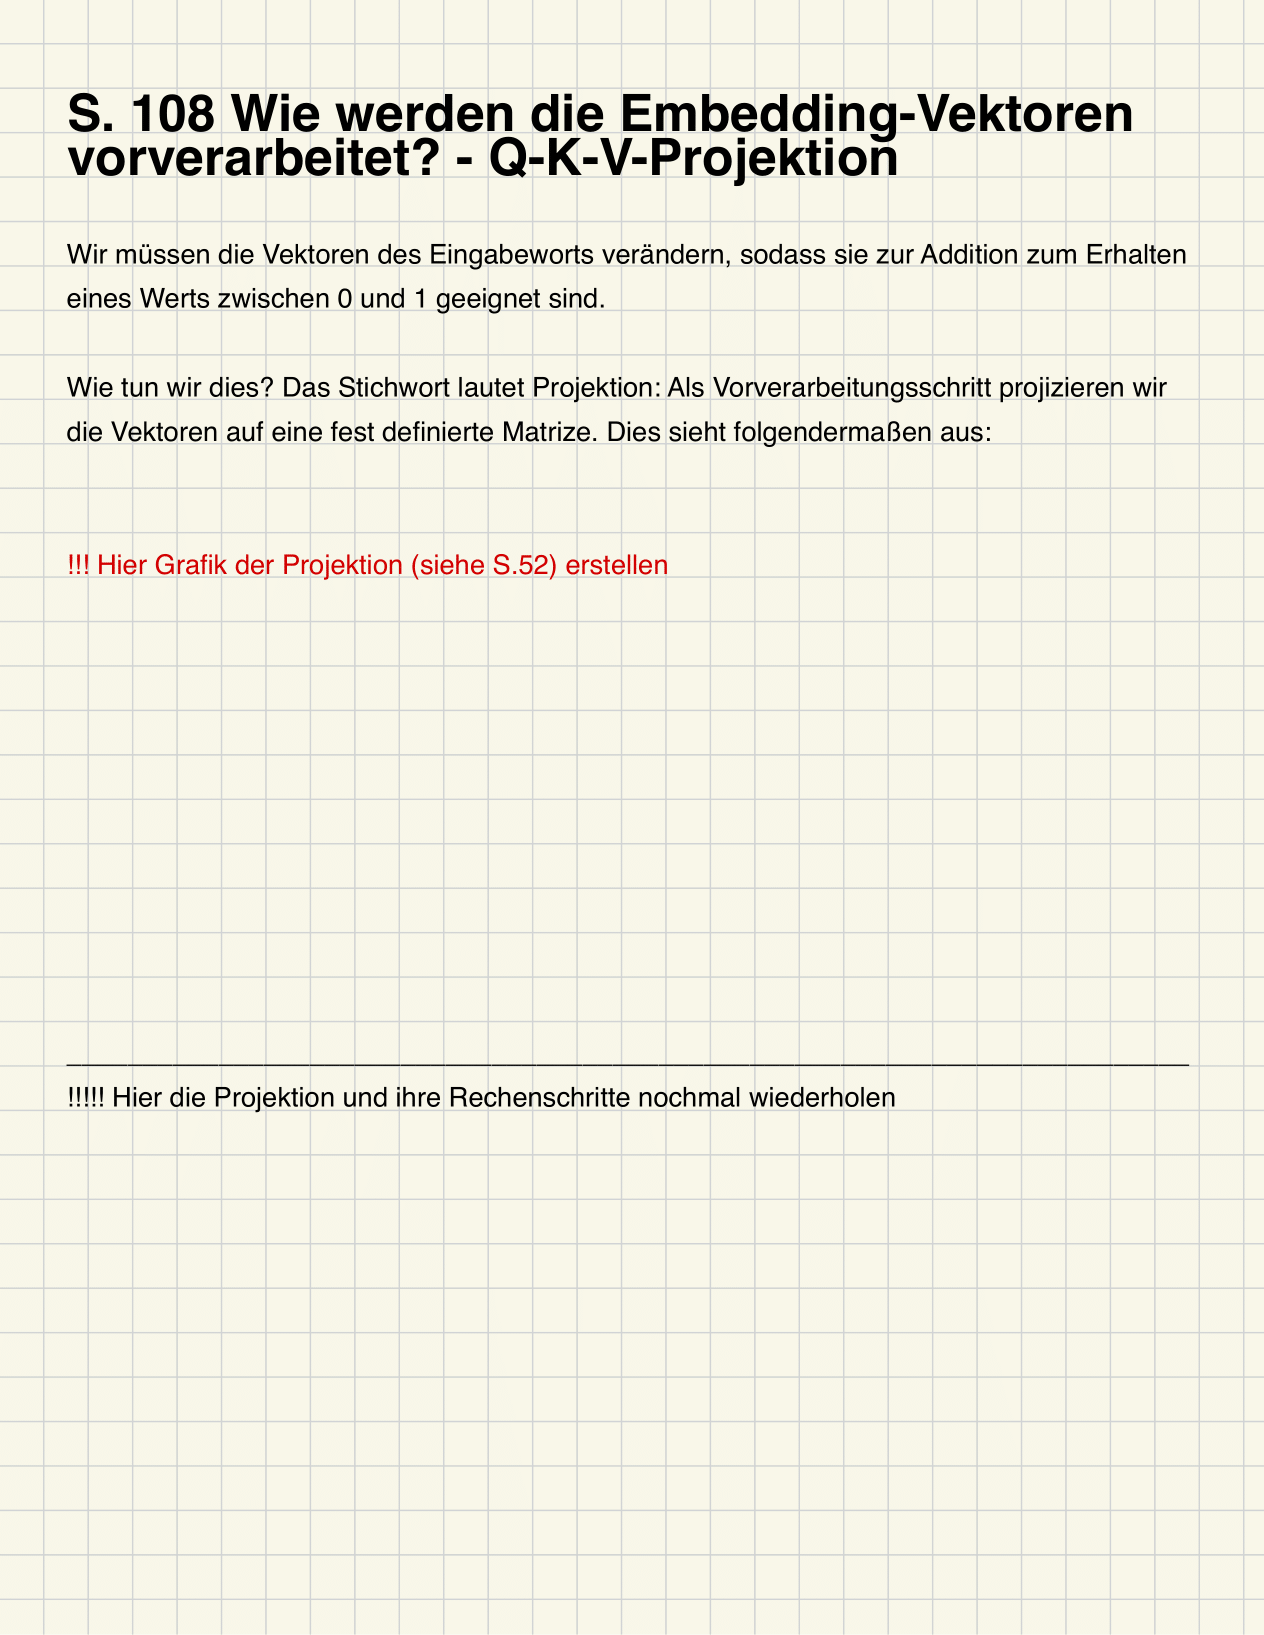 S. 108 Wie werden die Embedding-Vektoren
vorverarbeitet? - Q-K-V-Projektion
Wir müssen die Vektoren des Eingabeworts verändern, sodass sie zur Addition zum Erhalten
eines Werts zwischen 0 und 1 geeignet sind.
Wie tun wir dies? Das Stichwort lautet Projektion: Als Vorverarbeitungsschritt projizieren wir
die Vektoren auf eine fest definierte Matrize. Dies sieht folgendermaßen aus:
!!! Hier Grafik der Projektion (siehe S.52) erstellen
!!!!! Hier die Projektion und ihre Rechenschritte nochmal wiederholen